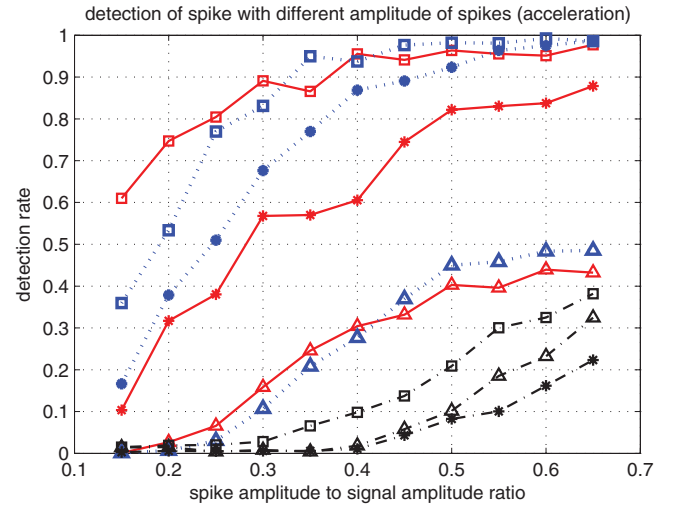 detection of spike with different amplitude of spikes (acceleration)
1
0.9
0.8
0.7
0.6
0.5
0.4
0.3
0.2
0.1
0
detection rate
0.1 0.2 0.3 0.4 0.5 0.6 0.7
spike amplitude to signal amplitude ratio